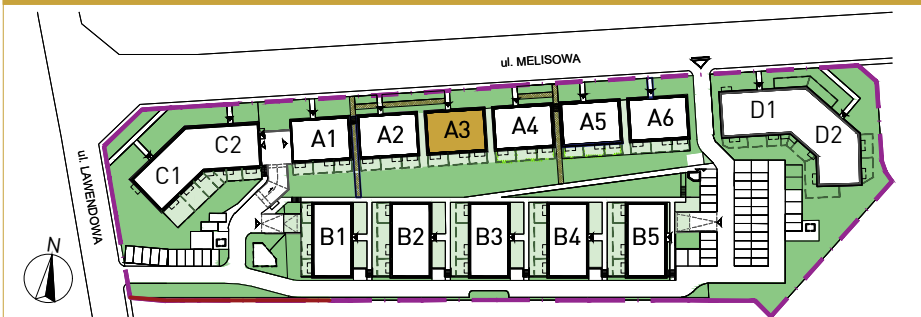 ul. MELISOWA
ul. LAWENDOWA
C1
C2
A1
A2
A3
A4
A5
A6
D1
D2
B1
B2
B3
B4
B5
N